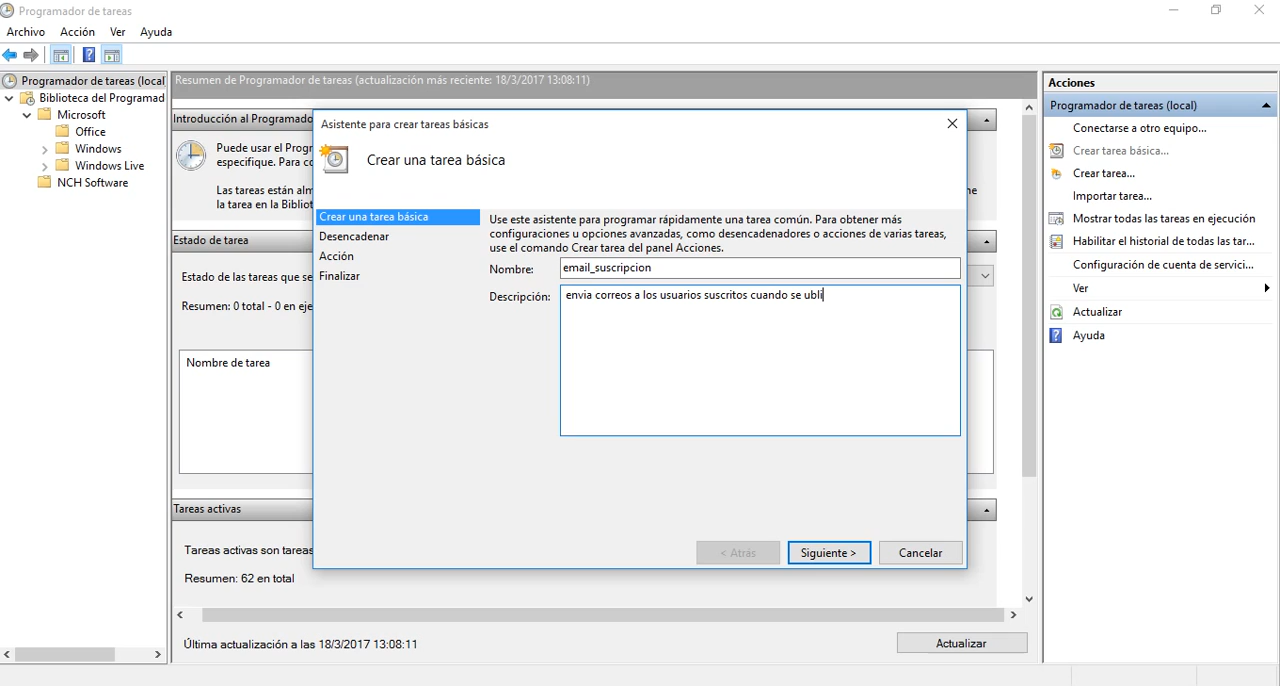 Programador de tareas
Archivo Acción Ver Ayuda
Programador de tareas (local
Biblioteca del Programad
Microsoft
Office
Windows
Windows Live
NCH Software
Resumen de Programador de tareas (actualización más reciente: 18/3/2017 13:08:11)
Introducción al Programado
Puede usar el Progr
especifique. Para co
Las tareas están alm
la tarea en la Bibliot
ne
Estado de tarea
Estado de las tareas que se
Resumen: 0 total - 0 en eje
Nombre de tarea
Tareas activas
Tareas activas son tareas
Resumen: 62 en total
Última actualización a las 18/3/2017 13:08:11
Actualizar
Asistente para crear tareas básicas
Crear una tarea básica
Crear una tarea básica
Desencadenar
Acción
Finalizar
Use este asistente para programar rápidamente una tarea común. Para obtener más
configuraciones u opciones avanzadas, como desencadenadores o acciones de varias tareas,
use el comando Crear tarea del panel Acciones.
Nombre: email_suscripcion
Descripción: envia correos a los usuarios suscritos cuando se ubli
< Atrás Siguiente > Cancelar
Acciones
Programador de tareas (local)
Conectarse a otro equipo...
Crear tarea básica...
Crear tarea...
Importar tarea...
Mostrar todas las tareas en ejecución
Habilitar el historial de todas las tar...
Configuración de cuenta de servici...
Ver
Actualizar
Ayuda